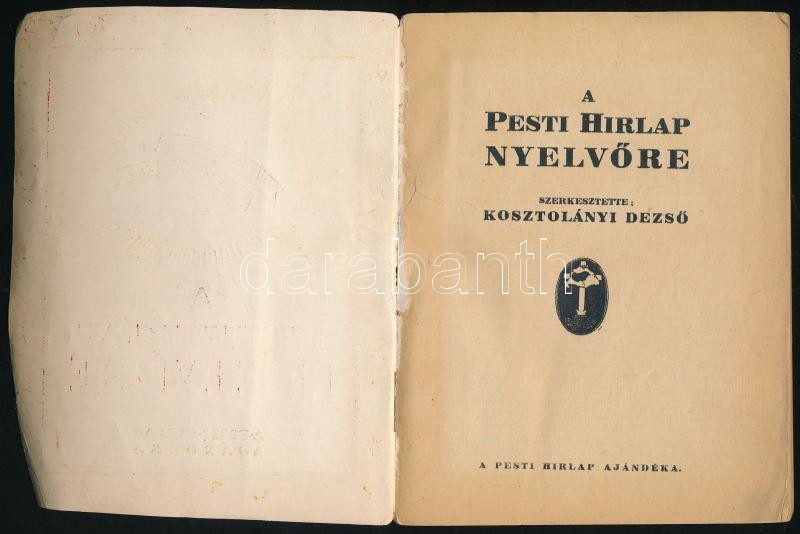 A
PESTI HIRLAP
NYELVŐRE
SZERKESZTETTE:
KOSZTOLÁNYI DEZSŐ
darabanth
A PESTI HIRLAP AJÁNDÉKA.